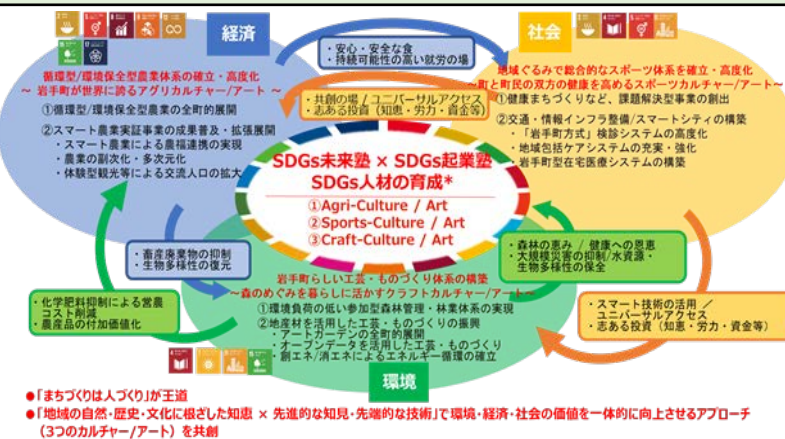 経済
社会
環境
・安心・安全な食
・持続可能性の高い就労の場
・共創の場 / ユニバーサルアクセス
・志ある投資（知恵・労力・資金等）
循環型/環境保全型農業体系の確立・高度化
～ 岩手町が世界に誇るアグリカルチャー/アート～
①循環型/環境保全型農業の全町的展開
②スマート農業実証事業の成果普及・拡張展開
・スマート農業による農福連携の実現
・農業の副次化・多次元化
・体験型観光等による交流人口の拡大
地域ぐるみで総合的なスポーツ体系を確立・高度化
～町と町民の双方の健康を高めるスポーツカルチャー/アート～
①健康まちづくりなど、課題解決型事業の創出
②交通・情報インフラ整備/スマートシティの構築
・「岩手町方式」検診システムの高度化
・地域包括ケアシステムの充実・強化
・岩手町型在宅医療システムの構築
SDGs未来塾 × SDGs起業塾
SDGs人材の育成*
①Agri-Culture / Art
②Sports-Culture / Art
③Craft-Culture / Art
・畜産廃棄物の抑制
・生物多様性の復元
・森林の恵み / 健康への恩恵
・大規模災害の抑制/水資源・
生物多様性の保全
・化学肥料抑制による営農
コスト削減
・農産品の付加価値化
・スマート技術の活用 ／
ユニバーサルアクセス
・志ある投資（知恵・労力・資金等）
岩手町らしい工芸・ものづくり体系の構築
～森のめぐみを暮らしに活かすクラフトカルチャー/アート～
①環境負荷の低い参加型森林管理・林業体系の実現
②地産材を活用した工芸・ものづくりの振興
・アートガーデンの全町的展開
・オープンデータを活用した工芸・ものづくり
・創エネ/消エネによるエネルギー循環の確立
●「まちづくりは人づくり」が王道
●「地域の自然・歴史・文化に根ざした知恵 × 先進的な知見・先端的な技術」で環境・経済・社会の価値を一体的に向上させるアプローチ
（3つのカルチャー/アート）を共創